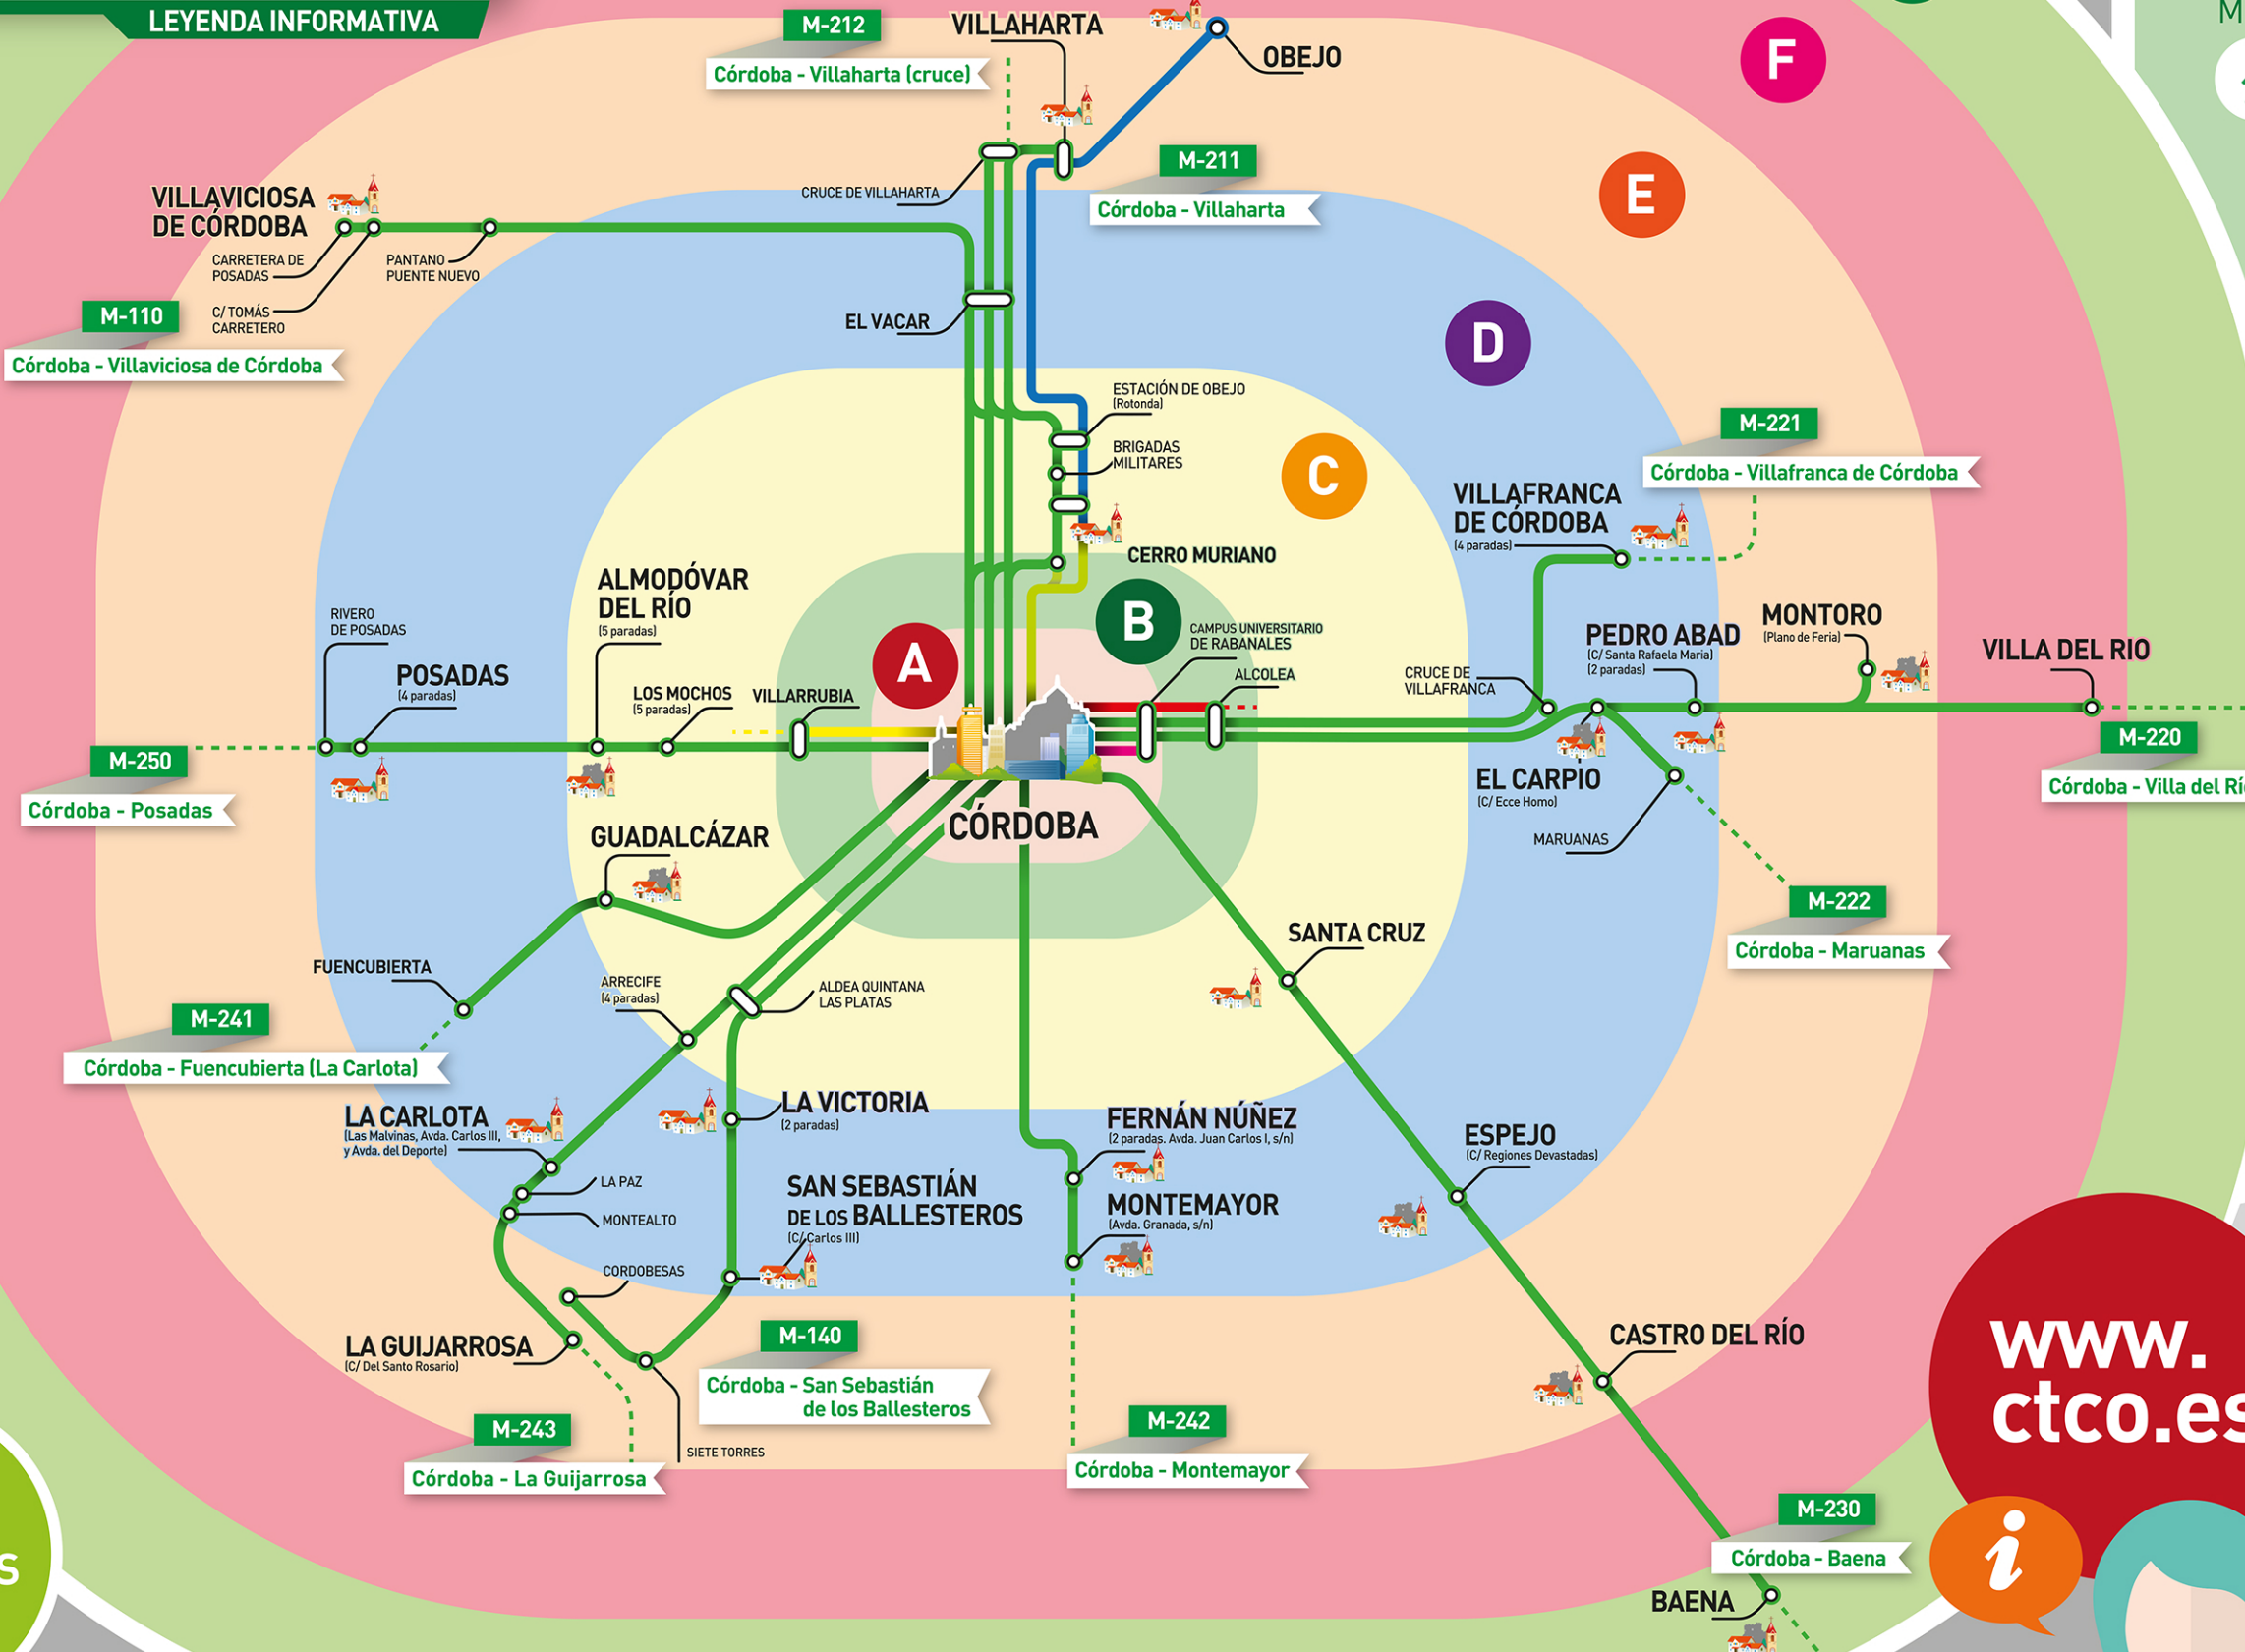 LEYENDA INFORMATIVA
M-212
Córdoba - Villaharta (cruce)
VILLAHARTA
OBEJO
F
M-211
Córdoba - Villaharta
CRUCE DE VILLAHARTA
E
VILLAVICIOSA
DE CÓRDOBA
CARRETERA DE
POSADAS
C/ TOMÁS
CARRETERO
PANTANO
PUENTE NUEVO
M-110
Córdoba - Villaviciosa de Córdoba
EL VACAR
D
ESTACIÓN DE OBEJO
(Rotonda)
BRIGADAS
MILITARES
C
M-221
Córdoba - Villafranca de Córdoba
VILLAFRANCA
DE CÓRDOBA
(4 paradas)
CERRO MURIANO
ALMODÓVAR
DEL RÍO
(5 paradas)
RIVERO
DE POSADAS
POSADAS
(4 paradas)
LOS MOCHOS
(5 paradas)
VILLARRUBIA
A
B
CAMPUS UNIVERSITARIO
DE RABANALES
ALCOLEA
CRUCE DE
VILLAFRANCA
PEDRO ABAD
(C/ Santa Rafaela Maria)
(2 paradas)
MONTORO
(Plano de Feria)
VILLA DEL RIO
M-220
Córdoba - Villa del Rí
M-250
Córdoba - Posadas
EL CARPIO
(C/ Ecce Homo)
MARUANAS
CÓRDOBA
GUADALCÁZAR
M-222
Córdoba - Maruanas
SANTA CRUZ
FUENCUBIERTA
ARRECIFE
(4 paradas)
ALDEA QUINTANA
LAS PLATAS
M-241
Córdoba - Fuencubierta (La Carlota)
LA CARLOTA
(Las Malvinas, Avda. Carlos III,
y Avda. del Deporte)
LA VICTORIA
(2 paradas)
FERNÁN NÚÑEZ
(2 paradas. Avda. Juan Carlos I, s/n)
ESPEJO
(C/ Regiones Devastadas)
LA PAZ
MONTEALTO
SAN SEBASTIÁN
DE LOS BALLESTEROS
(C/ Carlos III)
MONTEMAYOR
(Avda. Granada, s/n)
CORDOBESAS
LA GUIJARROSA
(C/ Del Santo Rosario)
M-140
Córdoba - San Sebastián
de los Ballesteros
CASTRO DEL RÍO
www.
ctco.es
M-243
Córdoba - La Guijarrosa
SIETE TORRES
M-242
Córdoba - Montemayor
M-230
Córdoba - Baena
BAENA
i
S